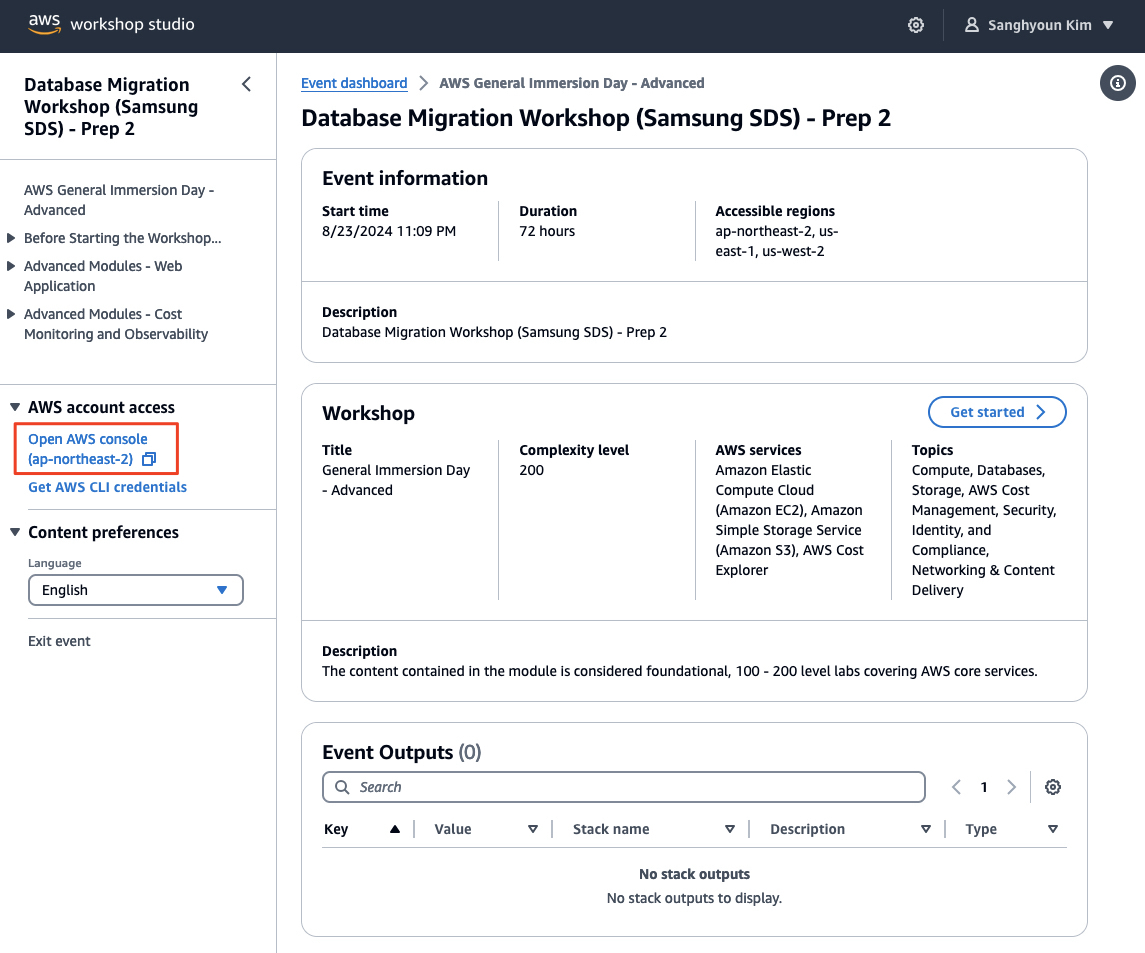 aws workshop studio
Sanghyoun Kim
Database Migration
Workshop (Samsung
SDS) - Prep 2
AWS General Immersion Day -
Advanced
Before Starting the Workshop...
Advanced Modules - Web
Application
Advanced Modules - Cost
Monitoring and Observability
AWS account access
Open AWS console
(ap-northeast-2)
Get AWS CLI credentials
Content preferences
Language
English
Exit event
Event dashboard
AWS General Immersion Day - Advanced
Database Migration Workshop (Samsung SDS) - Prep 2
Event information
Start time
8/23/2024 11:09 PM
Duration
72 hours
Accessible regions
ap-northeast-2, us-
east-1, us-west-2
Description
Database Migration Workshop (Samsung SDS) - Prep 2
Workshop
Get started
Title
General Immersion Day
- Advanced
Complexity level
200
AWS services
Amazon Elastic
Compute Cloud
(Amazon EC2), Amazon
Simple Storage Service
(Amazon S3), AWS Cost
Explorer
Topics
Compute, Databases,
Storage, AWS Cost
Management, Security,
Identity, and
Compliance,
Networking & Content
Delivery
Description
The content contained in the module is considered foundational, 100 - 200 level labs covering AWS core services.
Event Outputs (0)
Search
1
Key
Value
Stack name
Description
Type
No stack outputs
No stack outputs to display.